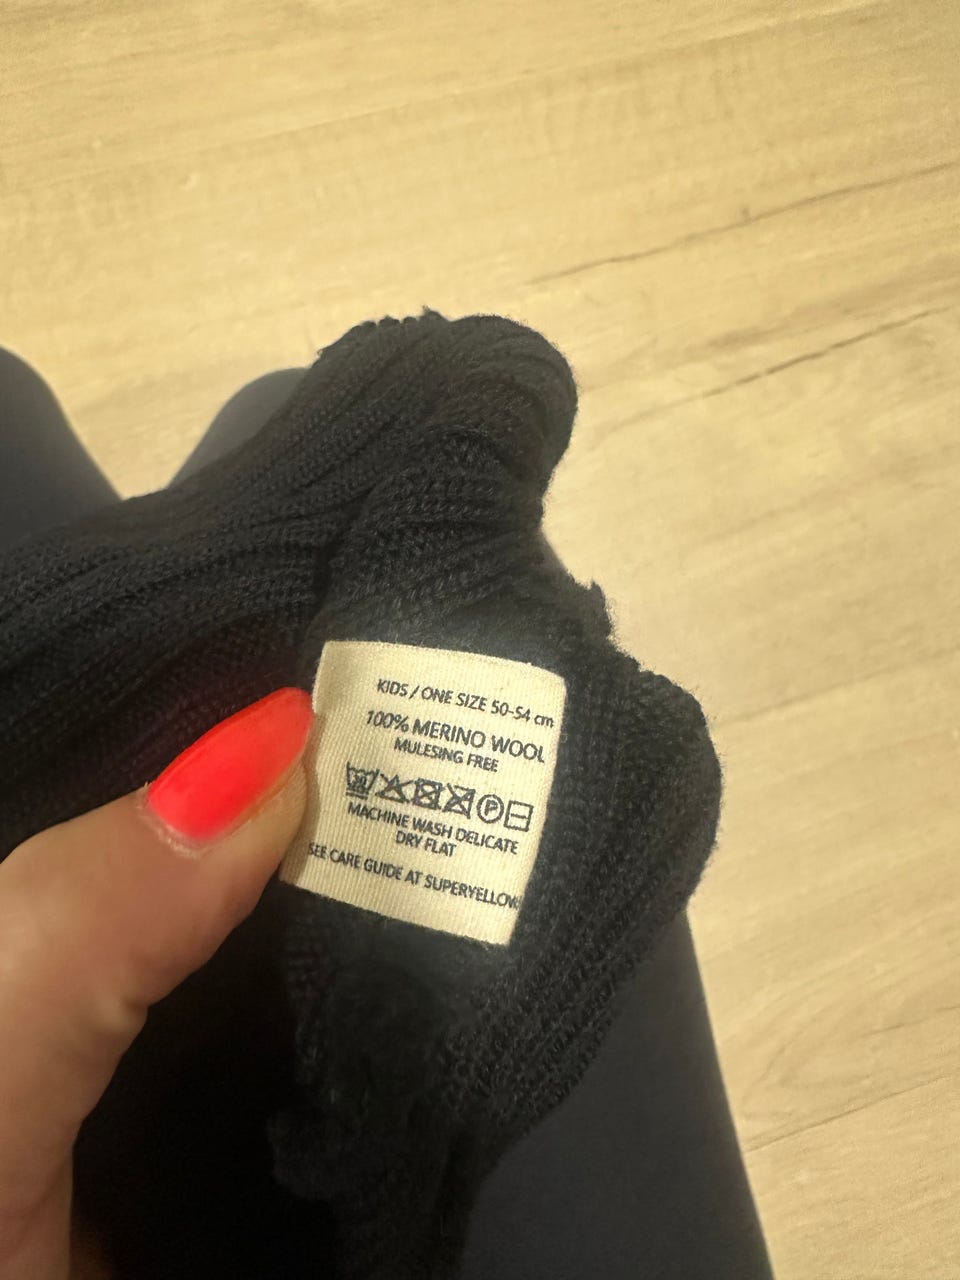 KIDS / ONE SIZE 50-54 cm
100% MERINO WOOL
MULESING FREE
P
MACHINE WASH DELICATE
DRY FLAT
SEE CARE GUIDE AT SUPERYELLOW